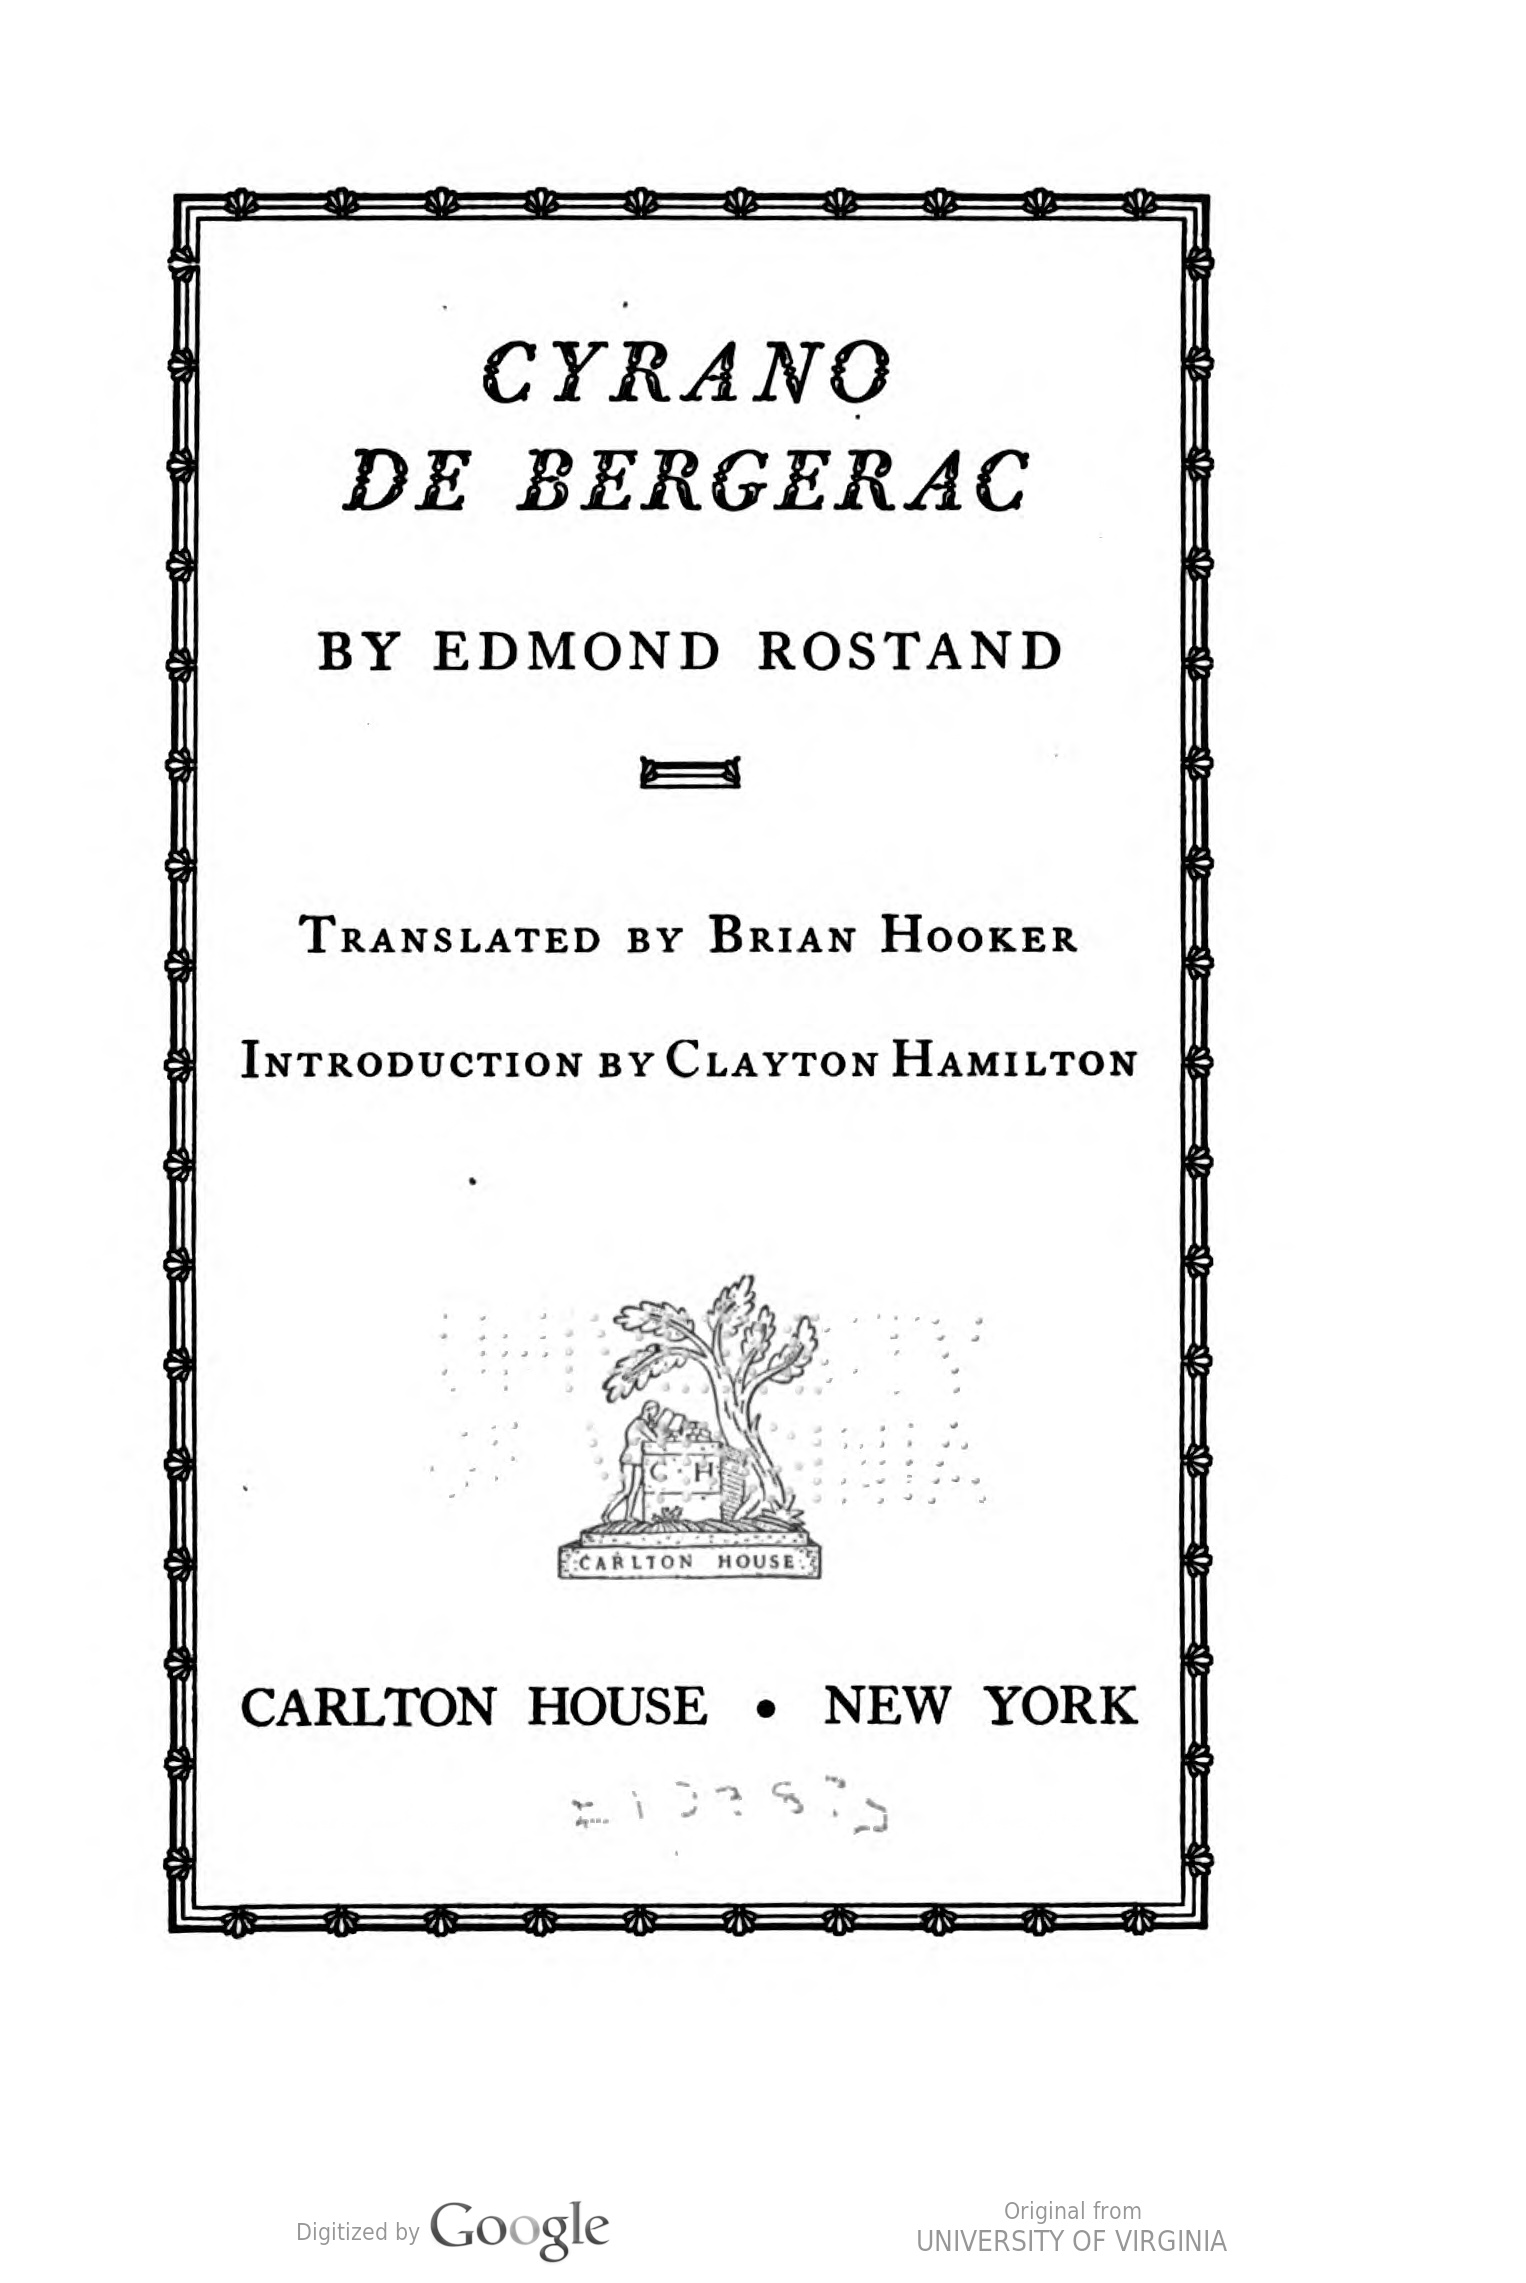 CYRANO
DE BERGERAC
BY EDMOND ROSTAND
TRANSLATED BY BRIAN HOOKER
INTRODUCTION BY CLAYTON HAMILTON
C · H
CARLTON HOUSE
CARLTON HOUSE • NEW YORK
Digitized by Google
Original from
UNIVERSITY OF VIRGINIA